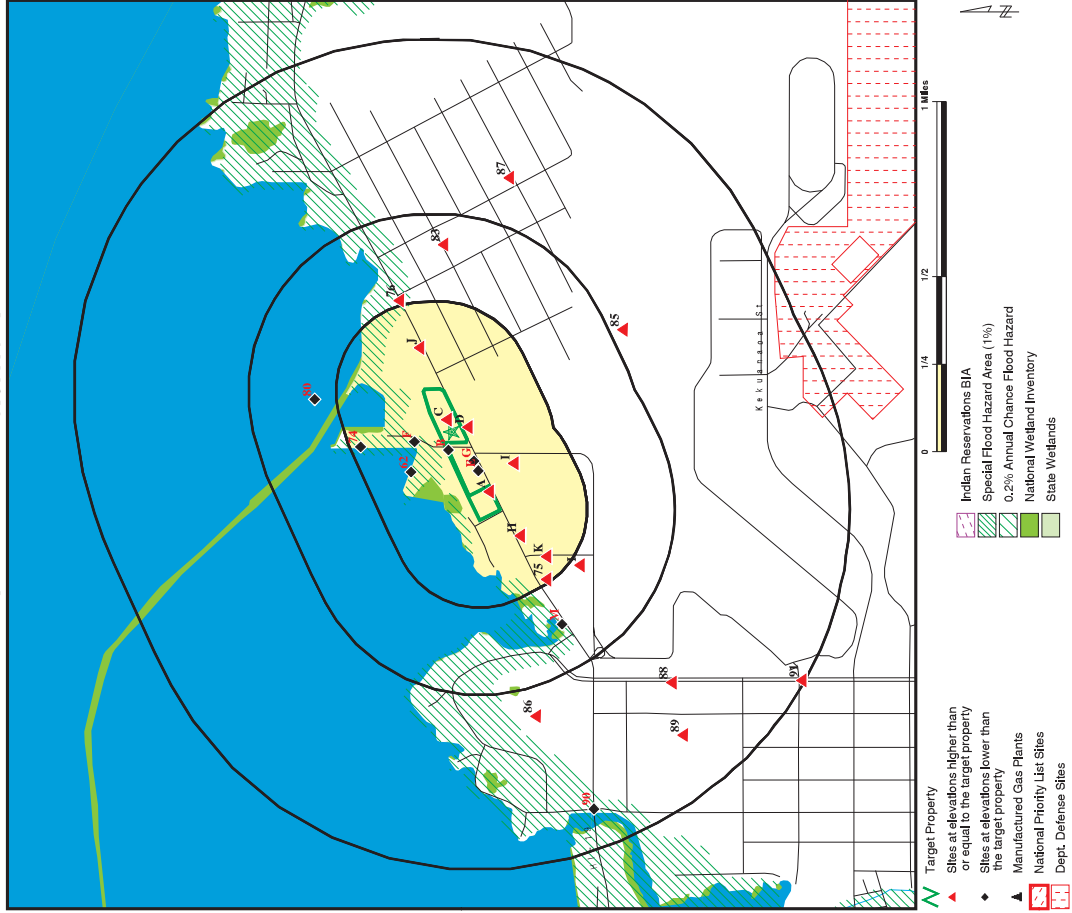 80
74
76
83
87
J
62
F
E
C
D
G
A
I
85
H
K
75
Kekuanaoa St
88
91
86
89
90
0
1/4
1/2
1 Miles
N
Target Property
Sites at elevations higher than
or equal to the target property
Sites at elevations lower than
the target property
Manufactured Gas Plants
National Priority List Sites
Dept. Defense Sites
Indian Reservations BIA
Special Flood Hazard Area (1%)
0.2% Annual Chance Flood Hazard
National Wetland Inventory
State Wetlands